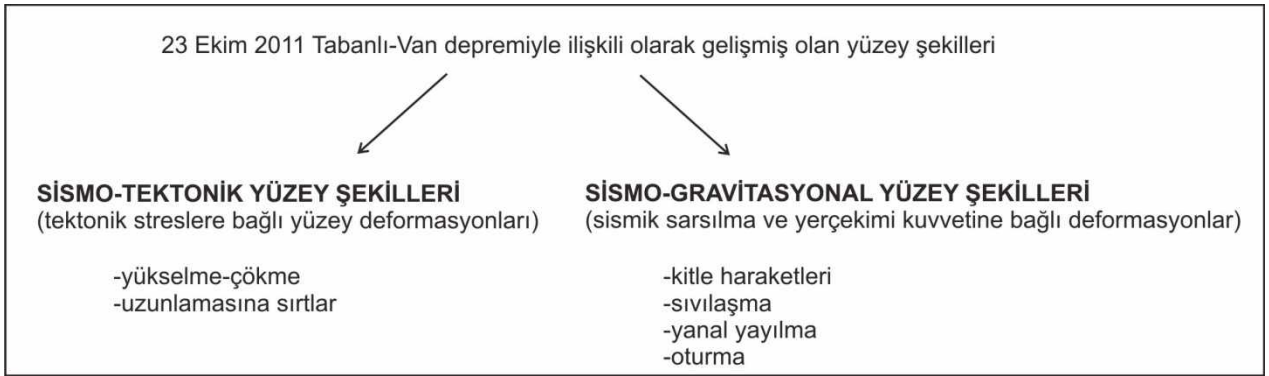 23 Ekim 2011 Tabanlı-Van depremiyle ilişkili olarak gelişmiş olan yüzey şekilleri
SİSMO-TEKTONİK YÜZEY ŞEKİLLERİ
(tektonik streslere bağlı yüzey deformasyonları)
-yükselme-çökme
-uzunlamasına sırtlar
SİSMO-GRAVİTASYONAL YÜZEY ŞEKİLLERİ
(sismik sarsılma ve yerçekimi kuvvetine bağlı deformasyonlar)
-kitle haraketleri
-sıvılaşma
-yanal yayılma
-oturma